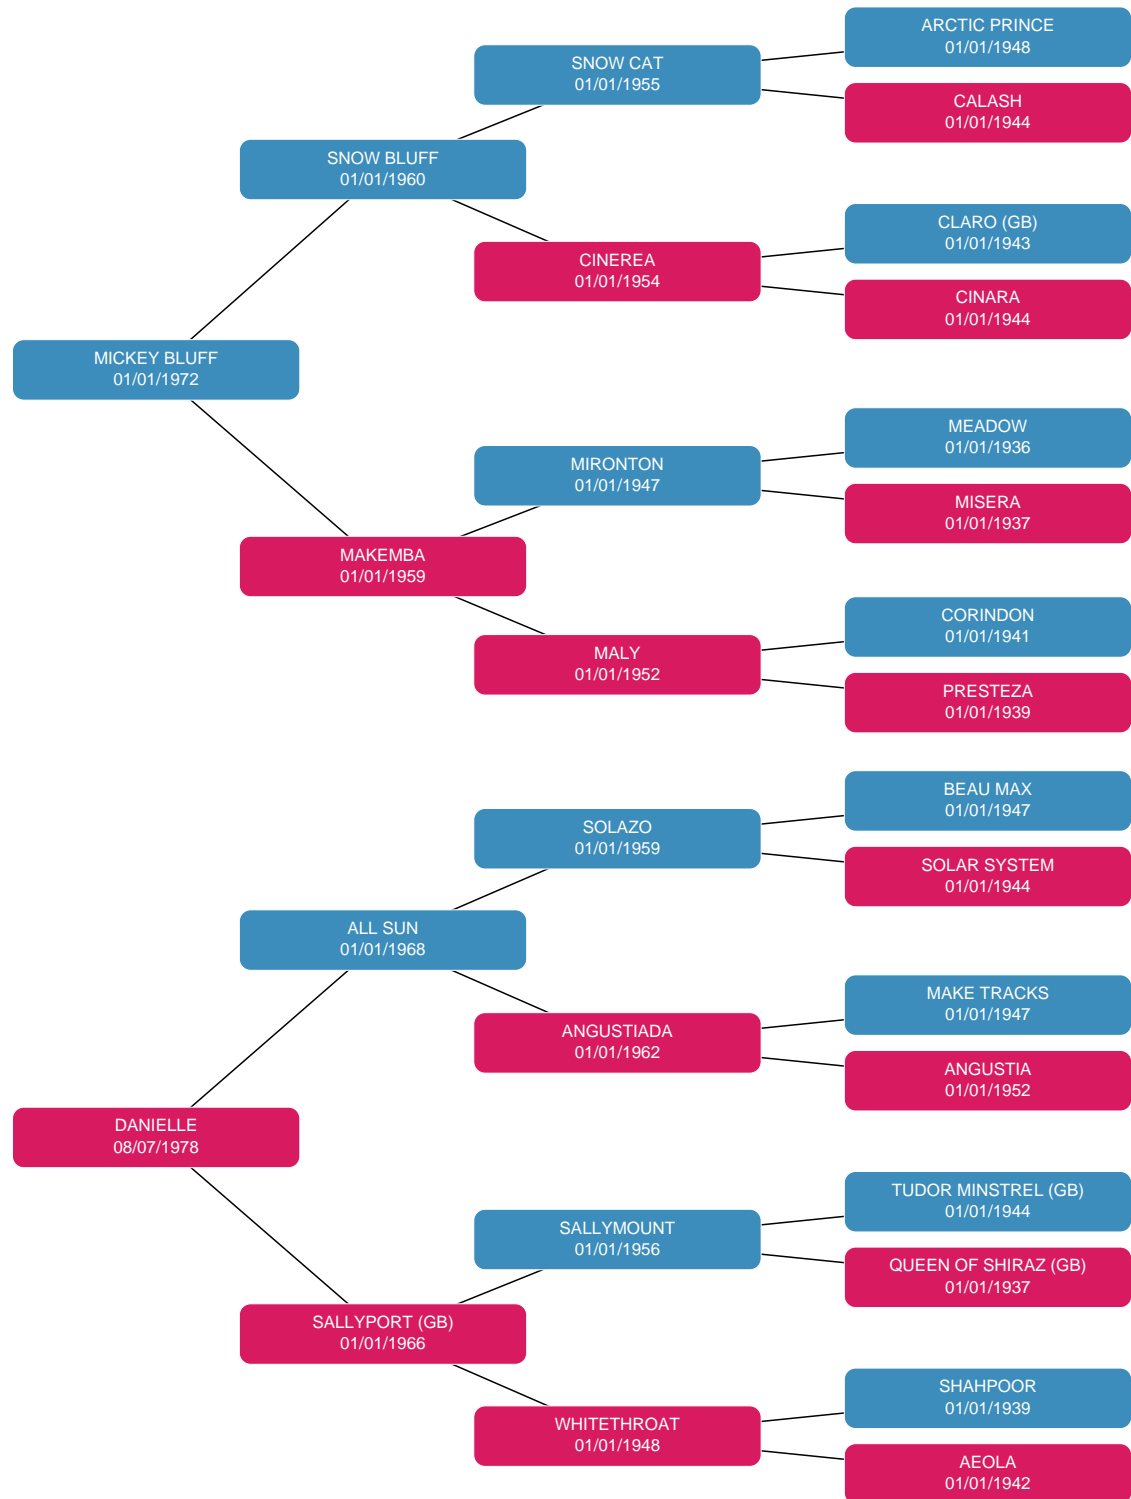 ARCTIC PRINCE
01/01/1948
SNOW CAT
01/01/1955
CALASH
01/01/1944
SNOW BLUFF
01/01/1960
CLARO (GB)
01/01/1943
CINEREA
01/01/1954
CINARA
01/01/1944
MICKEY BLUFF
01/01/1972
MEADOW
01/01/1936
MIRONTON
01/01/1947
MISERA
01/01/1937
MAKEMBA
01/01/1959
CORINDON
01/01/1941
MALY
01/01/1952
PRESTEZA
01/01/1939
BEAU MAX
01/01/1947
SOLAZO
01/01/1959
SOLAR SYSTEM
01/01/1944
ALL SUN
01/01/1968
MAKE TRACKS
01/01/1947
ANGUSTIADA
01/01/1962
ANGUSTIA
01/01/1952
DANIELLE
08/07/1978
TUDOR MINSTREL (GB)
01/01/1944
SALLYMOUNT
01/01/1956
QUEEN OF SHIRAZ (GB)
01/01/1937
SALLYPORT (GB)
01/01/1966
SHAHPOOR
01/01/1939
WHITETHROAT
01/01/1948
AEOLA
01/01/1942